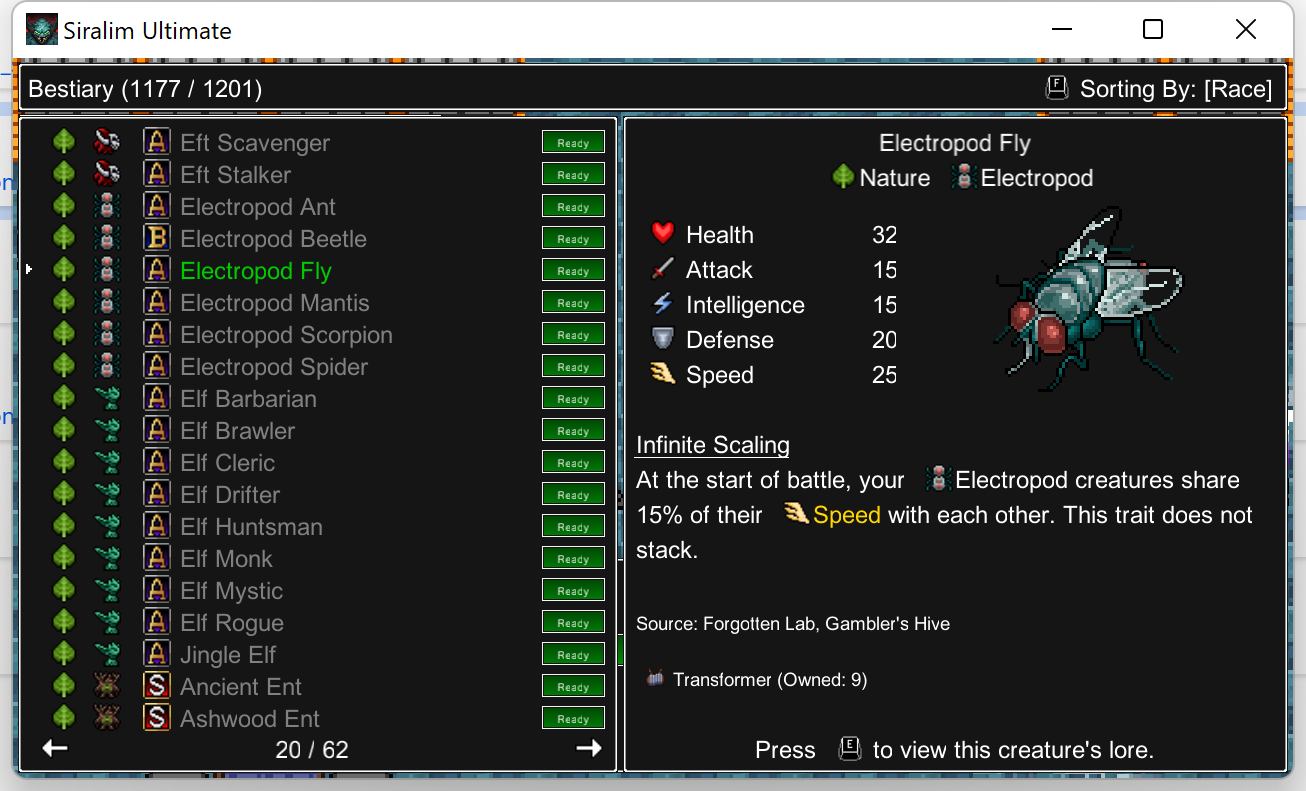 Siralim Ultimate
Bestiary (1177 / 1201)
F Sorting By: [Race]
A Eft Scavenger Ready
A Eft Stalker Ready
A Electropod Ant Ready
B Electropod Beetle Ready
A Electropod Fly Ready
A Electropod Mantis Ready
A Electropod Scorpion Ready
A Electropod Spider Ready
A Elf Barbarian Ready
A Elf Brawler Ready
A Elf Cleric Ready
A Elf Drifter Ready
A Elf Huntsman Ready
A Elf Monk Ready
A Elf Mystic Ready
A Elf Rogue Ready
A Jingle Elf Ready
S Ancient Ent Ready
S Ashwood Ent Ready
20 / 62
Electropod Fly
Nature Electropod
Health 32
Attack 15
Intelligence 15
Defense 20
Speed 25
Infinite Scaling
At the start of battle, your Electropod creatures share
15% of their Speed with each other. This trait does not
stack.
Source: Forgotten Lab, Gambler's Hive
Transformer (Owned: 9)
Press E to view this creature's lore.